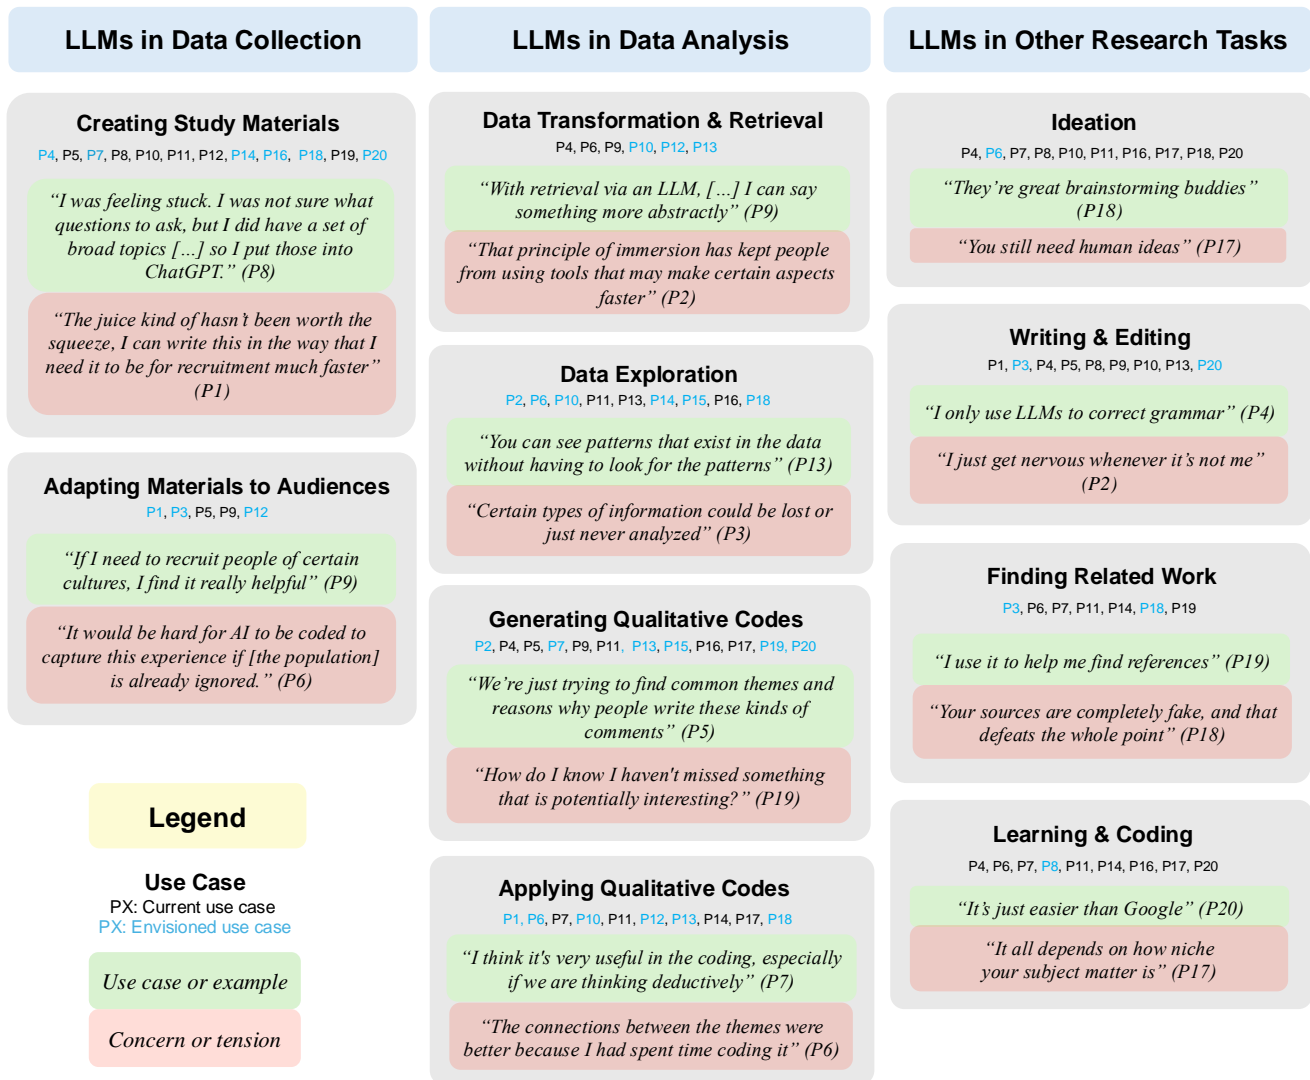 LLMs in Data Collection
Creating Study Materials
P4, P5, P7, P8, P10, P11, P12, P14, P16, P18, P19, P20
“I was feeling stuck. I was not sure what
questions to ask, but I did have a set of
broad topics […] so I put those into
ChatGPT.” (P8)
“The juice kind of hasn’t been worth the
squeeze, I can write this in the way that I
need it to be for recruitment much faster”
(P1)
Adapting Materials to Audiences
P1, P3, P5, P9, P12
“If I need to recruit people of certain
cultures, I find it really helpful” (P9)
“It would be hard for AI to be coded to
capture this experience if [the population]
is already ignored.” (P6)
Legend
Use Case
PX: Current use case
PX: Envisioned use case
Use case or example
Concern or tension
LLMs in Data Analysis
Data Transformation & Retrieval
P4, P6, P9, P10, P12, P13
“With retrieval via an LLM, […] I can say
something more abstractly” (P9)
“That principle of immersion has kept people
from using tools that may make certain aspects
faster” (P2)
Data Exploration
P2, P6, P10, P11, P13, P14, P15, P16, P18
“You can see patterns that exist in the data
without having to look for the patterns” (P13)
“Certain types of information could be lost or
just never analyzed” (P3)
Generating Qualitative Codes
P2, P4, P5, P7, P9, P11, P13, P15, P16, P17, P19, P20
“We’re just trying to find common themes and
reasons why people write these kinds of
comments” (P5)
“How do I know I haven't missed something
that is potentially interesting?” (P19)
Applying Qualitative Codes
P1, P6, P7, P10, P11, P12, P13, P14, P17, P18
“I think it's very useful in the coding, especially
if we are thinking deductively” (P7)
“The connections between the themes were
better because I had spent time coding it” (P6)
LLMs in Other Research Tasks
Ideation
P4, P6, P7, P8, P10, P11, P16, P17, P18, P20
“They’re great brainstorming buddies”
(P18)
“You still need human ideas” (P17)
Writing & Editing
P1, P3, P4, P5, P8, P9, P10, P13, P20
“I only use LLMs to correct grammar” (P4)
“I just get nervous whenever it’s not me”
(P2)
Finding Related Work
P3, P6, P7, P11, P14, P18, P19
“I use it to help me find references” (P19)
“Your sources are completely fake, and that
defeats the whole point” (P18)
Learning & Coding
P4, P6, P7, P8, P11, P14, P16, P17, P20
“It’s just easier than Google” (P20)
“It all depends on how niche
your subject matter is” (P17)